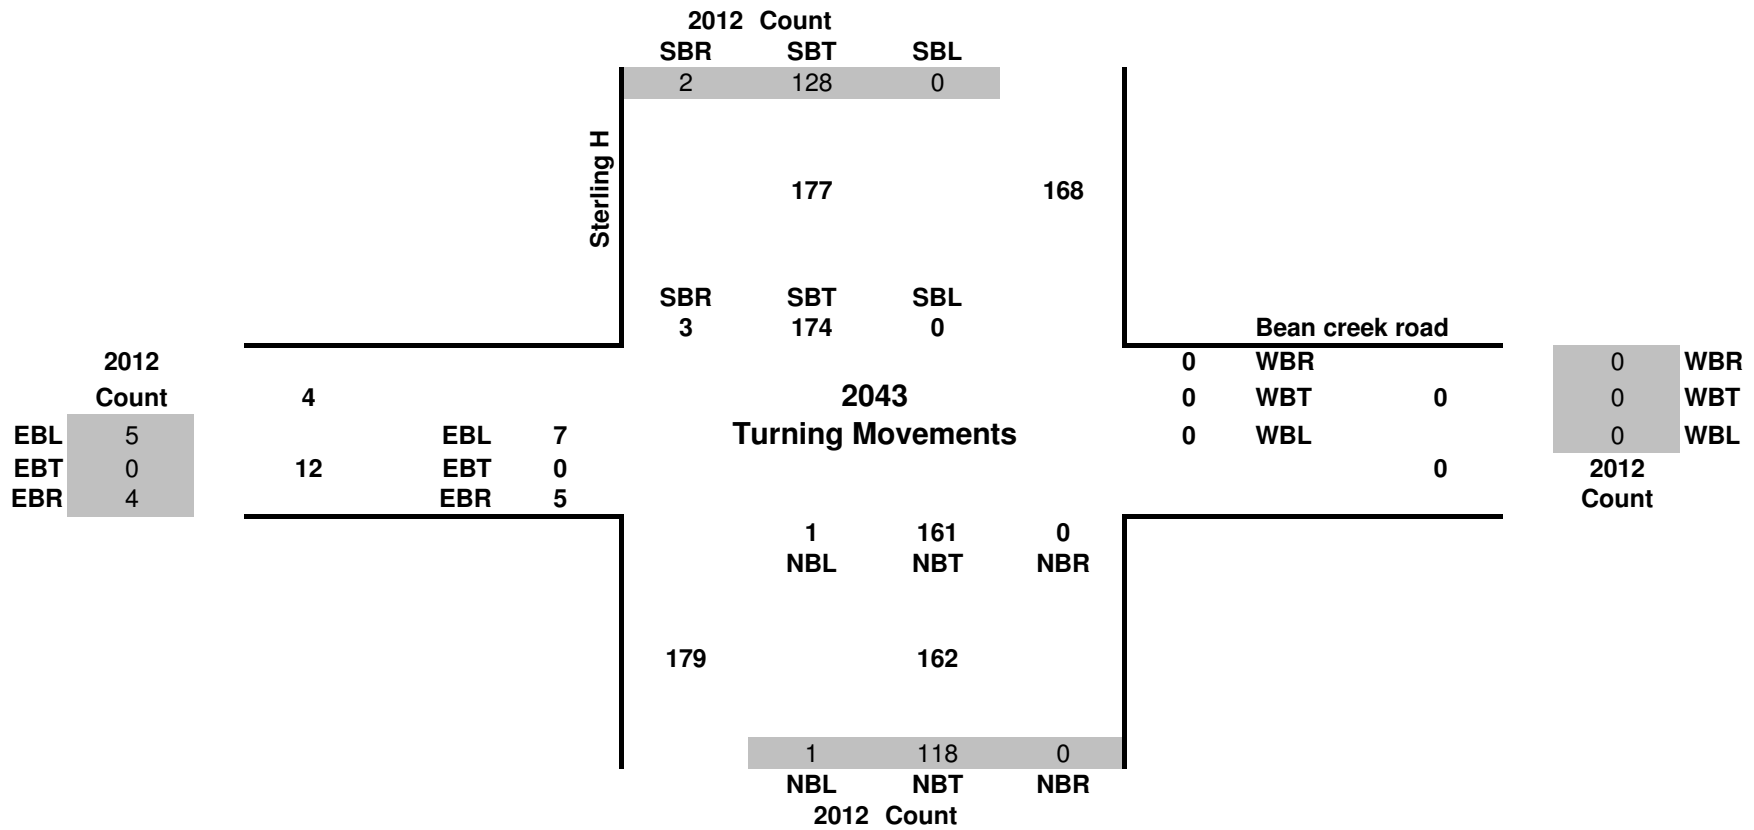 2012 Count
SBR SBT SBL
2 128 0
Sterling H
177 168
SBR SBT SBL
3 174 0
Bean creek road
2012
Count
4
EBL 5
EBT 0
EBR 4
12
EBL 7
EBT 0
EBR 5
2043
Turning Movements
0 WBR
0 WBT 0
0 WBL
0
0 WBR
0 WBT
0 WBL
2012
Count
1 161 0
NBL NBT NBR
179 162
1 118 0
NBL NBT NBR
2012 Count